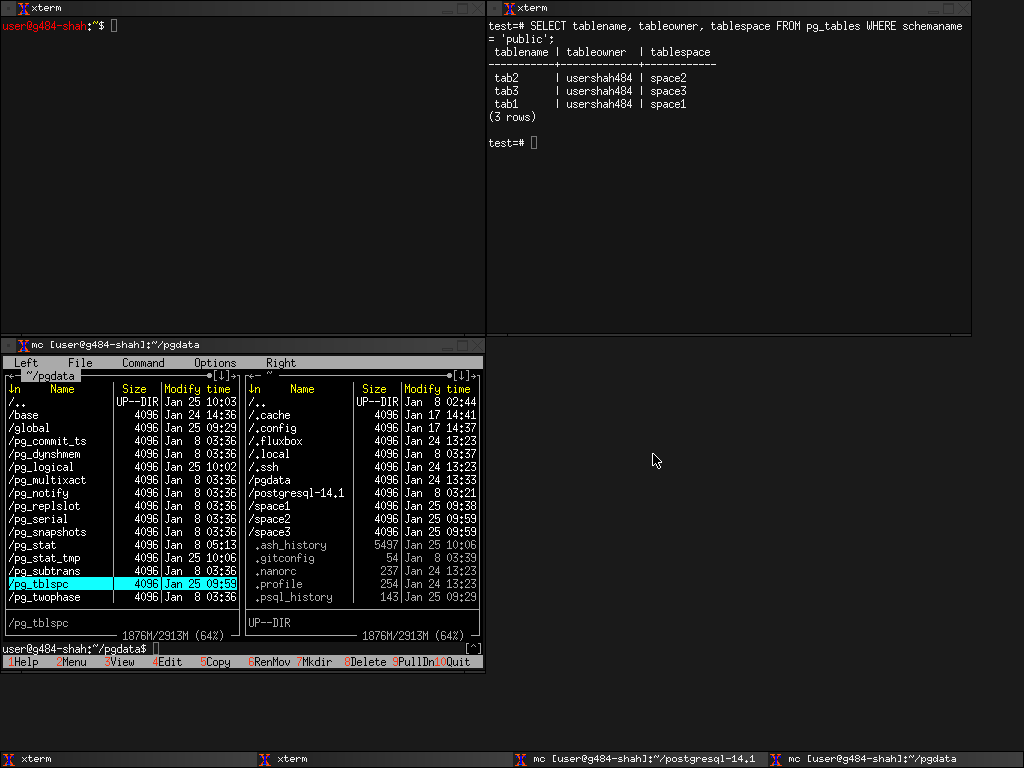 xterm
user@g484-shah:~$
xterm
test=# SELECT tablename, tableowner, tablespace FROM pg_tables WHERE schemaname
= 'public';
 tablename | tableowner  | tablespace
-----------+-------------+------------
 tab2      | usershah484 | space2
 tab3      | usershah484 | space3
 tab1      | usershah484 | space1
(3 rows)
test=#
mc [user@g484-shah]:~/pgdata
Left File Command Options Right
~/pgdata ~
↓n Name Size Modify time ↓n Name Size Modify time
/.. UP--DIR Jan 25 10:03 /.. UP--DIR Jan 8 02:44
/base 4096 Jan 24 14:36 /.cache 4096 Jan 17 14:41
/global 4096 Jan 25 09:29 /.config 4096 Jan 17 14:37
/pg_commit_ts 4096 Jan 8 03:36 /.fluxbox 4096 Jan 24 13:23
/pg_dynshmem 4096 Jan 8 03:36 /.local 4096 Jan 8 03:37
/pg_logical 4096 Jan 25 10:02 /.ssh 4096 Jan 24 13:23
/pg_multixact 4096 Jan 8 03:36 /pgdata 4096 Jan 24 13:33
/pg_notify 4096 Jan 8 03:36 /postgresql-14.1 4096 Jan 8 03:21
/pg_replslot 4096 Jan 8 03:36 /space1 4096 Jan 25 09:38
/pg_serial 4096 Jan 8 03:36 /space2 4096 Jan 25 09:59
/pg_snapshots 4096 Jan 8 03:36 /space3 4096 Jan 25 09:59
/pg_stat 4096 Jan 8 05:13 .ash_history 5497 Jan 25 10:06
/pg_stat_tmp 4096 Jan 25 10:06 .gitconfig 54 Jan 8 03:39
/pg_subtrans 4096 Jan 8 03:36 .nanorc 237 Jan 24 13:23
/pg_tblspc 4096 Jan 25 09:59 .profile 254 Jan 24 13:23
/pg_twophase 4096 Jan 8 03:36 .psql_history 143 Jan 25 09:29
/pg_tblspc UP--DIR
1876M/2913M (64%) 1876M/2913M (64%)
user@g484-shah:~/pgdata$ [^]
1Help 2Menu 3View 4Edit 5Copy 6RenMov 7Mkdir 8Delete 9PullDn 10Quit
xterm xterm mc [user@g484-shah]:~/postgresql-14.1 mc [user@g484-shah]:~/pgdata